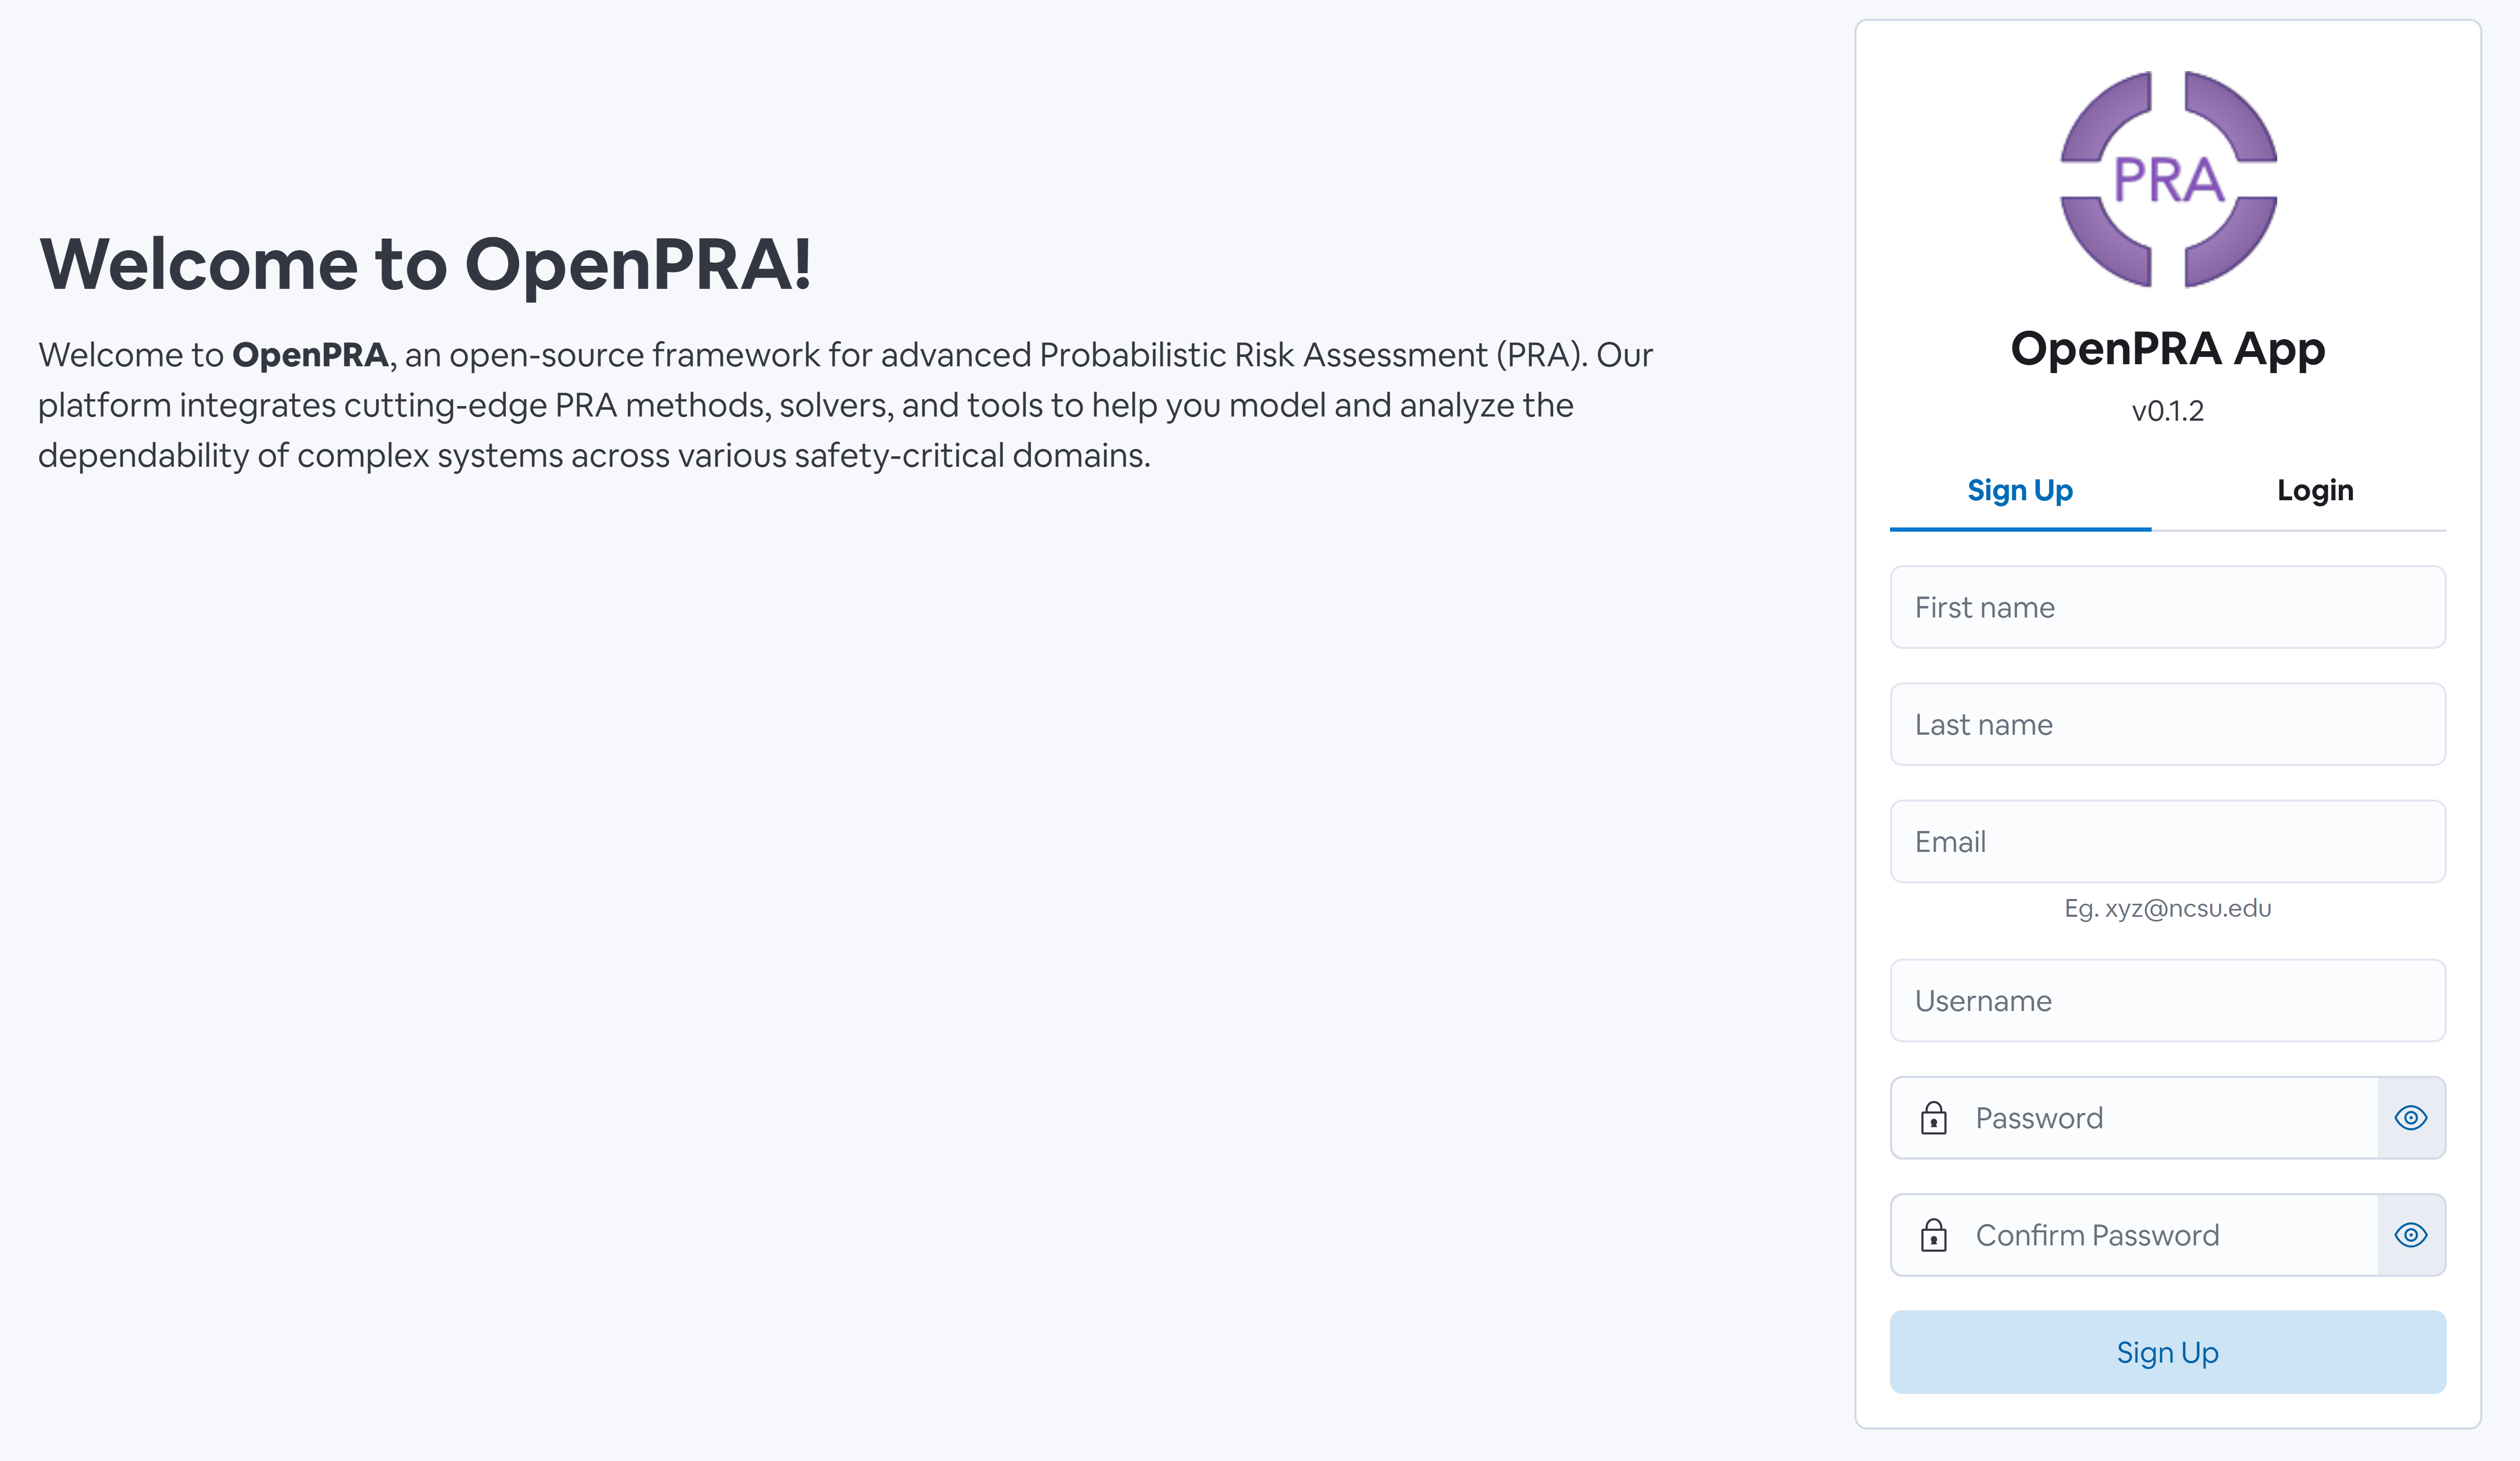 Welcome to OpenPRA!
Welcome to OpenPRA, an open-source framework for advanced Probabilistic Risk Assessment (PRA). Our
platform integrates cutting-edge PRA methods, solvers, and tools to help you model and analyze the
dependability of complex systems across various safety-critical domains.
PRA
OpenPRA App
v0.1.2
Sign Up Login
First name
Last name
Email
Eg. xyz@ncsu.edu
Username
Password
Confirm Password
Sign Up